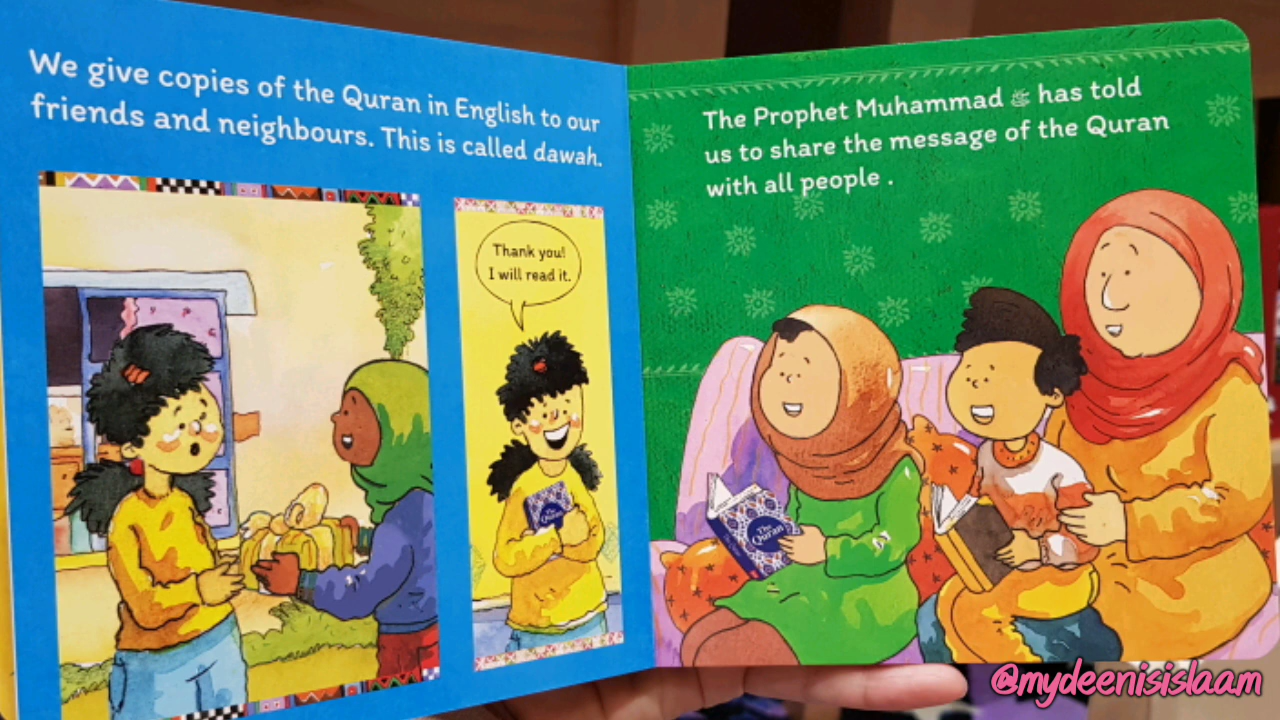 We give copies of the Quran in English to our
friends and neighbours. This is called dawah.
Thank you!
I will read it.
The Quran
The Prophet Muhammad ﷺ has told
us to share the message of the Quran
with all people .
The
Quran
@mydeenisislaam